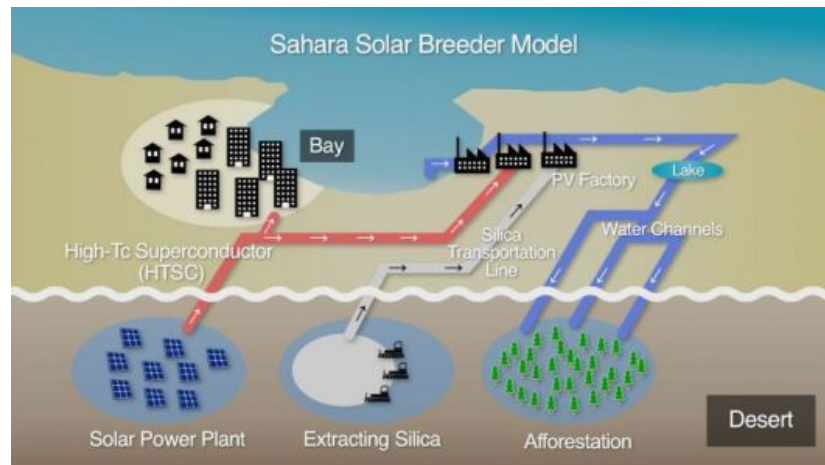 Sahara Solar Breeder Model
Bay
PV Factory
Lake
High-Tc Superconductor
(HTSC)
Silica
Transportation
Line
Water Channels
Solar Power Plant
Extracting Silica
Afforestation
Desert